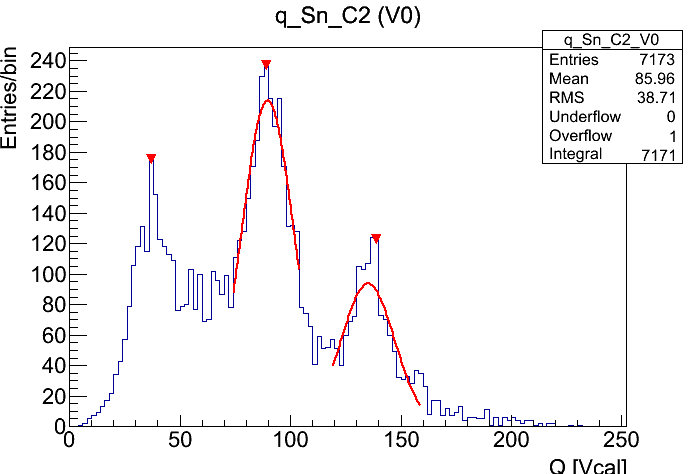 q_Sn_C2 (V0)
q_Sn_C2_V0
Entries 7173
Mean 85.96
RMS 38.71
Underflow 0
Overflow 1
Integral 7171
Entries/bin
240
220
200
180
160
140
120
100
80
60
40
20
0
0 50 100 150 200 250
Q [Vcal]